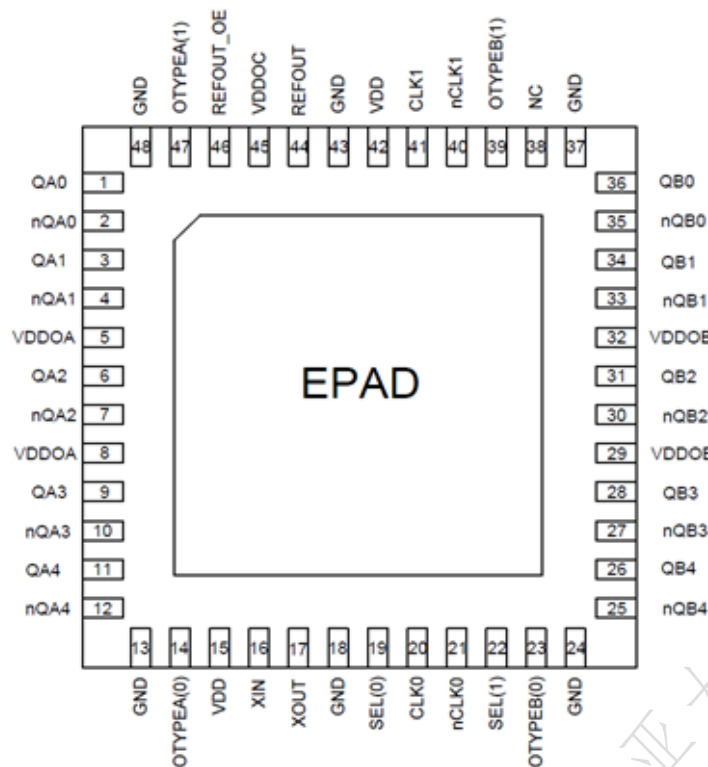 GND OTYPEA(1) REFOUT_OE VDDOC REFOUT GND VDD CLK1 nCLK1 OTYPEB(1) NC GND
48 47 46 45 44 43 42 41 40 39 38 37
QA0 1 36 QB0
nQA0 2 35 nQB0
QA1 3 34 QB1
nQA1 4 33 nQB1
VDDOA 5 32 VDDOB
QA2 6 31 QB2
EPAD
nQA2 7 30 nQB2
VDDOA 8 29 VDDOB
QA3 9 28 QB3
nQA3 10 27 nQB3
QA4 11 26 QB4
nQA4 12 25 nQB4
13 14 15 16 17 18 19 20 21 22 23 24
GND OTYPEA(0) VDD XIN XOUT GND SEL(0) CLK0 nCLK0 SEL(1) OTYPEB(0) GND